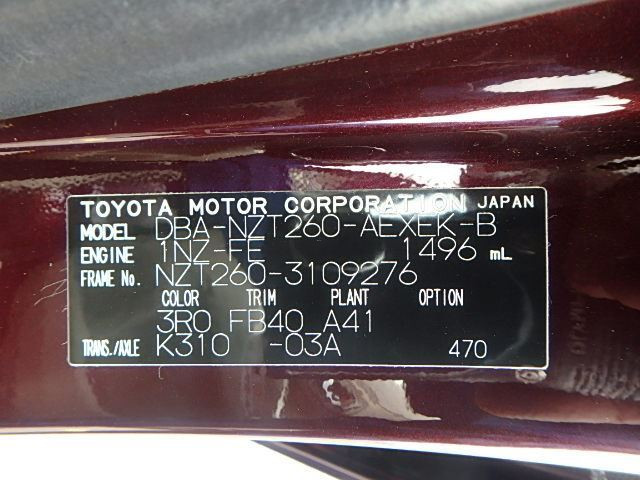 TOYOTA MOTOR CORPORATION JAPAN
MODEL DBA-NZT260-AEXEK-B
ENGINE 1NZ-FE 1496 mL
FRAME No. NZT260-3109276
COLOR TRIM PLANT OPTION
3R0 FB40 A41
TRANS./AXLE K310 -03A 470